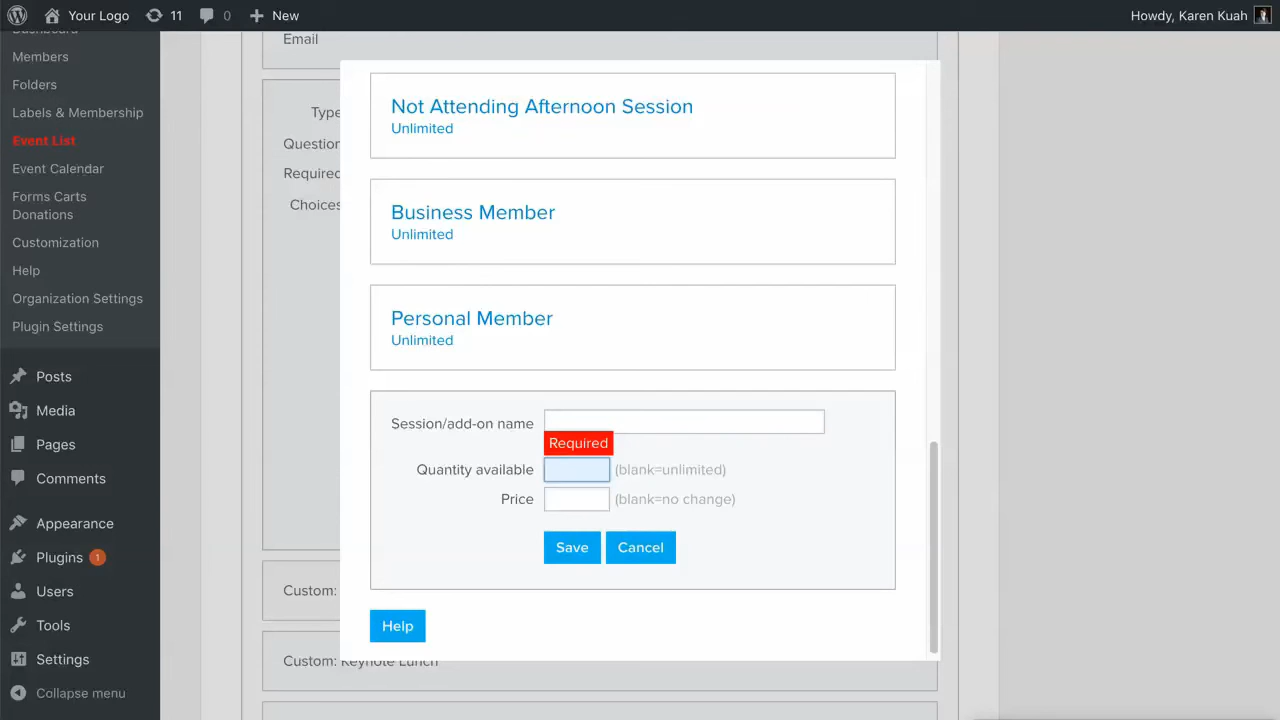 Your Logo 11 0 New Howdy, Karen Kuah
Dashboard
Members
Folders
Labels & Membership
Event List
Event Calendar
Forms Carts
Donations
Customization
Help
Organization Settings
Plugin Settings
Posts
Media
Pages
Comments
Appearance
Plugins 1
Users
Tools
Settings
Collapse menu
Email
Type
Question
Required
Choices
Not Attending Afternoon Session
Unlimited
Business Member
Unlimited
Personal Member
Unlimited
Session/add-on name
Required
Quantity available (blank=unlimited)
Price (blank=no change)
Save Cancel
Help
Custom:
Custom: Keynote Lunch